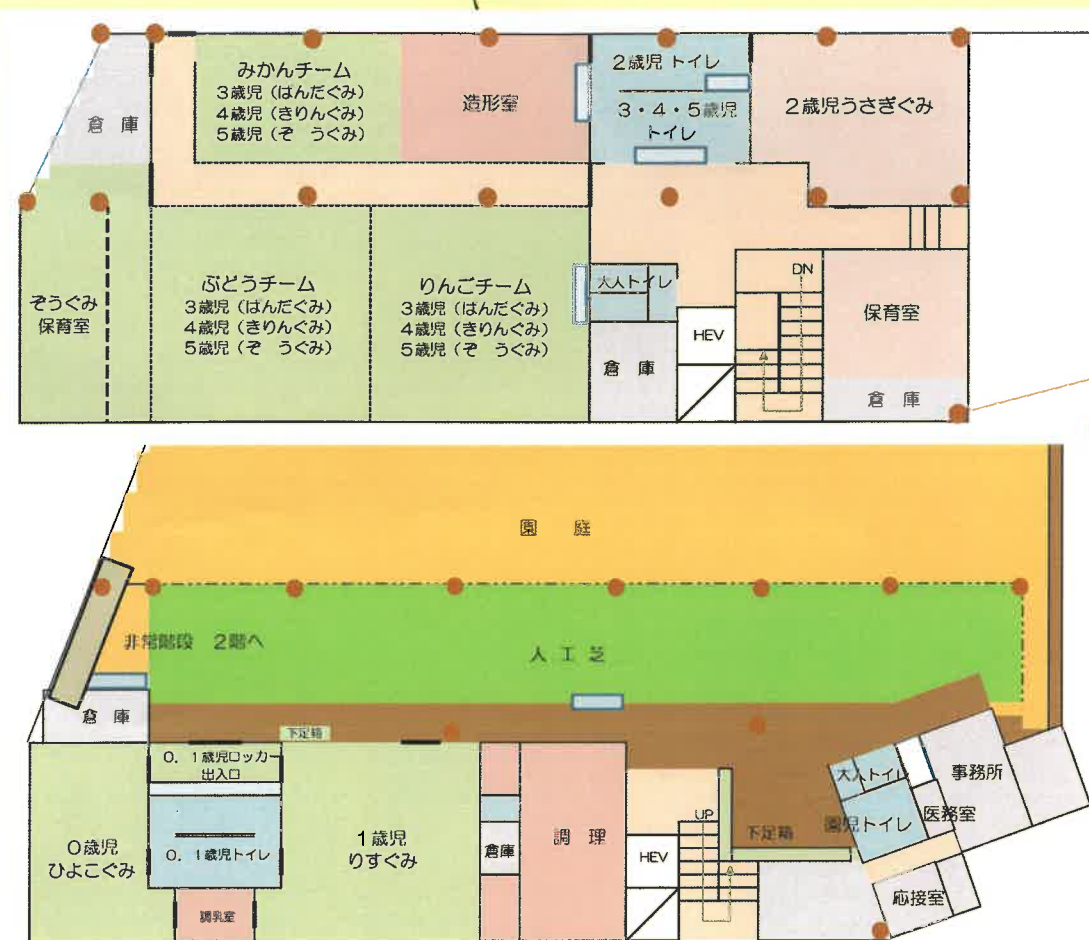 みかんチーム
3歳児（はんだぐみ）
4歳児（きりんぐみ）
5歳児（ぞ うぐみ）
造形室
2歳児 トイレ
3・4・5歳児
トイレ
2歳児うさぎぐみ
倉 庫
ぞうぐみ
保育室
ぶどうチーム
3歳児（はんだぐみ）
4歳児（きりんぐみ）
5歳児（ぞ うぐみ）
りんごチーム
3歳児（はんだぐみ）
4歳児（きりんぐみ）
5歳児（ぞ うぐみ）
大人トイレ
倉 庫
HEV
DN
保育室
倉 庫
園 庭
非常階段 2階へ
人 工 芝
倉 庫
下足箱
0. 1歳児ロッカー
出入口
0歳児
ひよこぐみ
0. 1歳児トイレ
調乳室
1歳児
りすぐみ
倉庫
調 理
HEV
UP
下足箱
大人トイレ
園児トイレ
事務所
医務室
応接室